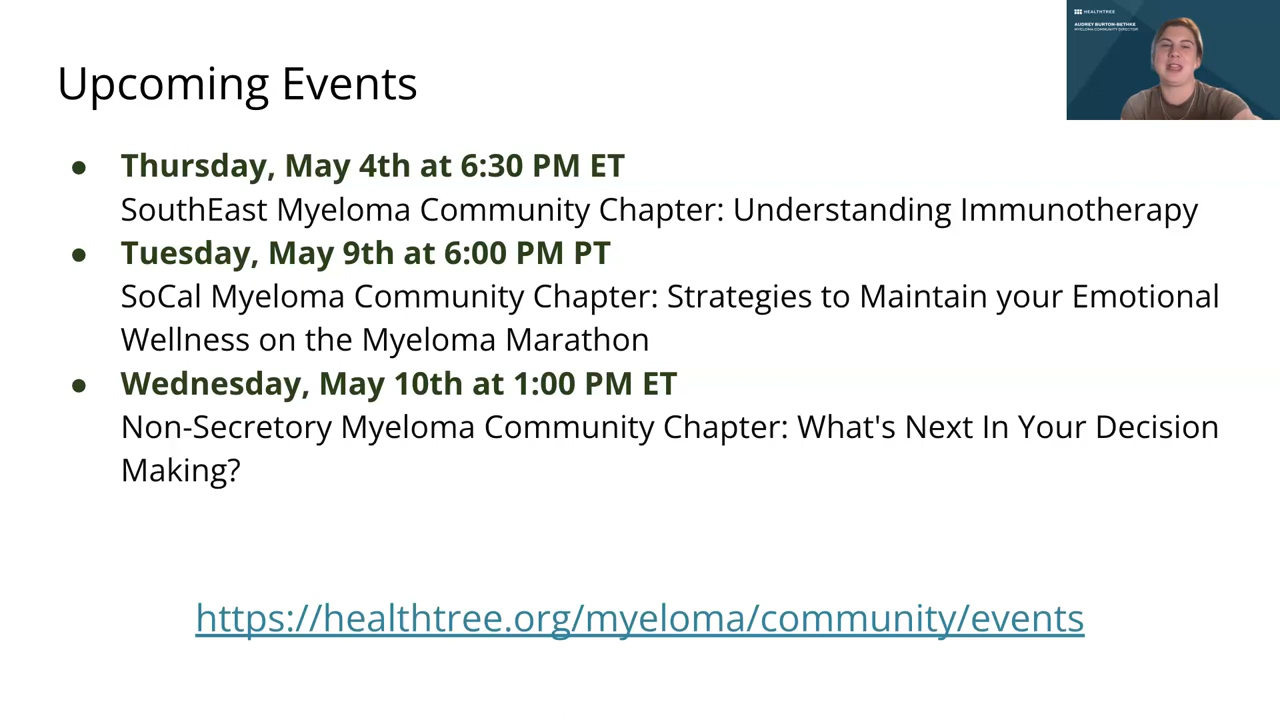 HEALTHTREE
AUDREY BURTON-BETHKE
MYELOMA COMMUNITY DIRECTOR
Upcoming Events
● Thursday, May 4th at 6:30 PM ET
SouthEast Myeloma Community Chapter: Understanding Immunotherapy
● Tuesday, May 9th at 6:00 PM PT
SoCal Myeloma Community Chapter: Strategies to Maintain your Emotional
Wellness on the Myeloma Marathon
● Wednesday, May 10th at 1:00 PM ET
Non-Secretory Myeloma Community Chapter: What's Next In Your Decision
Making?
https://healthtree.org/myeloma/community/events